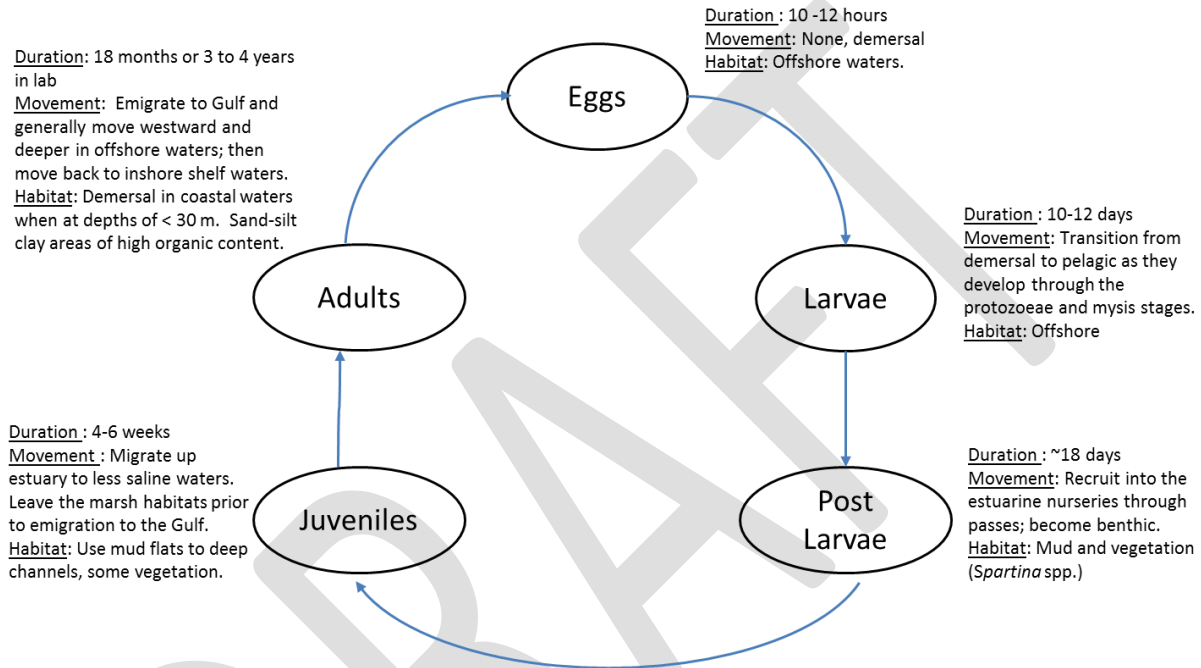 Duration : 10 -12 hours
Movement: None, demersal
Habitat: Offshore waters.
Eggs
Duration: 18 months or 3 to 4 years
in lab
Movement:  Emigrate to Gulf and
generally move westward and
deeper in offshore waters; then
move back to inshore shelf waters.
Habitat: Demersal in coastal waters
when at depths of < 30 m.  Sand-silt
clay areas of high organic content.
Adults
Duration : 10-12 days
Movement: Transition from
demersal to pelagic as they
develop through the
protozoeae and mysis stages.
Habitat: Offshore
Larvae
Duration : 4-6 weeks
Movement : Migrate up
estuary to less saline waters.
Leave the marsh habitats prior
to emigration to the Gulf.
Habitat: Use mud flats to deep
channels, some vegetation.
Juveniles
Post
Larvae
Duration : ~18 days
Movement: Recruit into the
estuarine nurseries through
passes; become benthic.
Habitat: Mud and vegetation
(Spartina spp.)
DRAFT